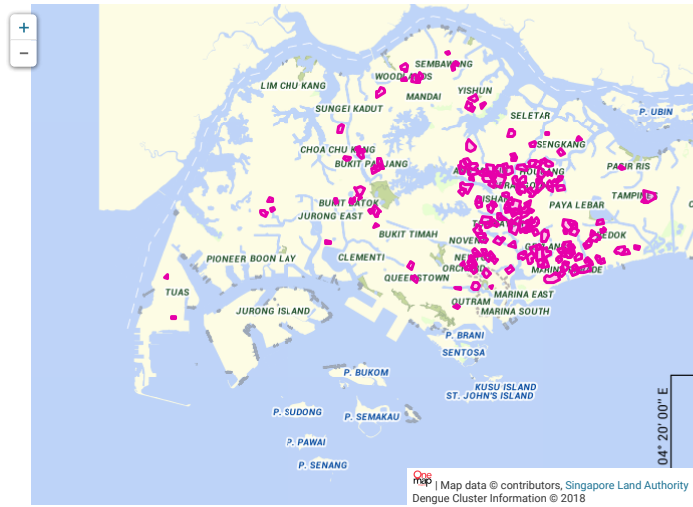 +
−
SEMBAWANG
WOODLANDS
LIM CHU KANG
YISHUN
MANDAI
SUNGEI KADUT
SELETAR
P. UBIN
CHOA CHU KANG
SENGKANG
BUKIT PANJANG
PASIR RIS
HOUGANG
BUKIT BATOK
BISHAN
PAYA LEBAR
JURONG EAST
BUKIT TIMAH
BEDOK
PIONEER
BOON LAY
CLEMENTI
QUEENSTOWN
TUAS
MARINE PARADE
MARINA EAST
OUTRAM
MARINA SOUTH
JURONG ISLAND
P. BRANI
SENTOSA
P. BUKOM
KUSU ISLAND
ST. JOHN'S ISLAND
P. SUDONG
P. SEMAKAU
P. PAWAI
P. SENANG
04° 20' 00" E
One
map | Map data © contributors, Singapore Land Authority
Dengue Cluster Information © 2018